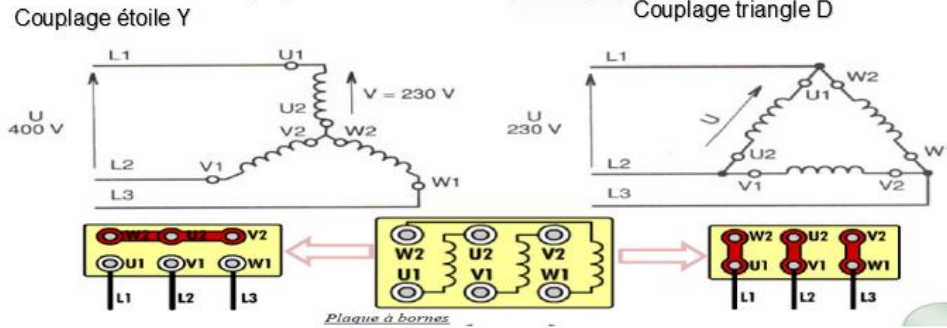 Couplage étoile Y
L1
U1
U2
V = 230 V
U
400 V
V2
W2
L2
V1
L3
W1
Couplage triangle D
L1
W2
U1
U
U
230 V
U2
W1
L2
V1
V2
L3
W2 U2 V2
U1 V1 W1
L1 L2 L3
W2 U2 V2
U1 V1 W1
Plaque à bornes
W2 U2 V2
U1 V1 W1
L1 L2 L3